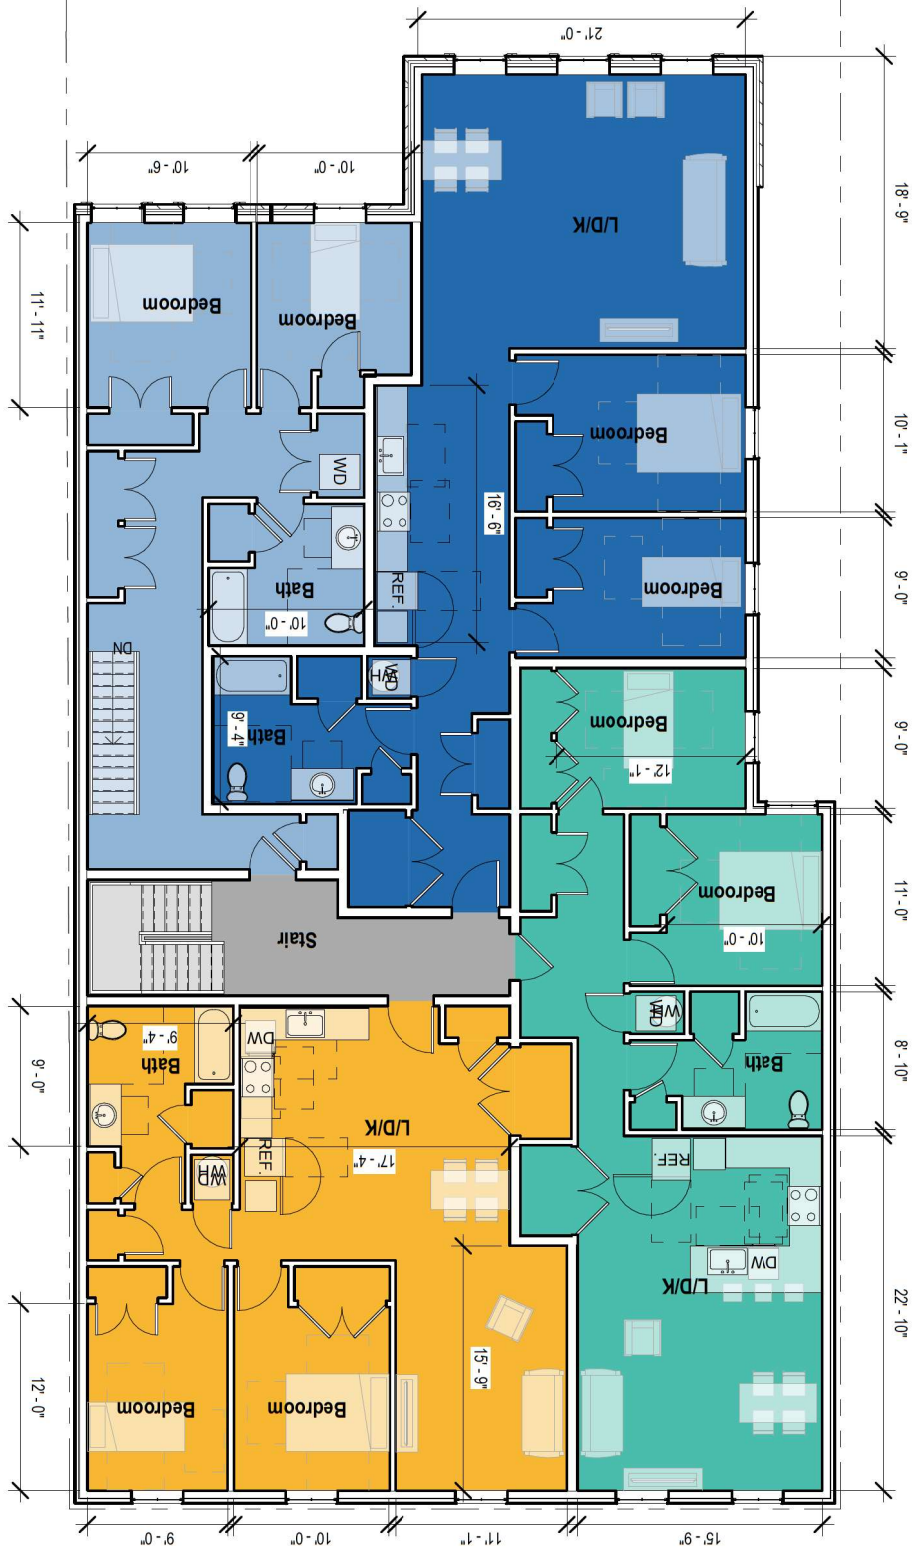 21' - 0"
10' - 6"
10' - 0"
18' - 9"
L/D/K
11' - 11"
Bedroom
Bedroom
10' - 1"
Bedroom
WD
16' - 6"
REF.
Bath
10' - 0"
Bedroom
9' - 0"
DN
WD
WH
Bath
9' - 4"
Bedroom
12' - 1"
9' - 0"
Bedroom
10' - 0"
11' - 0"
Stair
WD
WH
Bath
8' - 10"
9' - 0"
9' - 4"
Bath
DW
L/D/K
17' - 4"
REF.
WD
WH
REF.
DW
L/D/K
22' - 10"
15' - 9"
12' - 0"
Bedroom
Bedroom
9' - 0"
10' - 0"
11' - 1"
15' - 9"